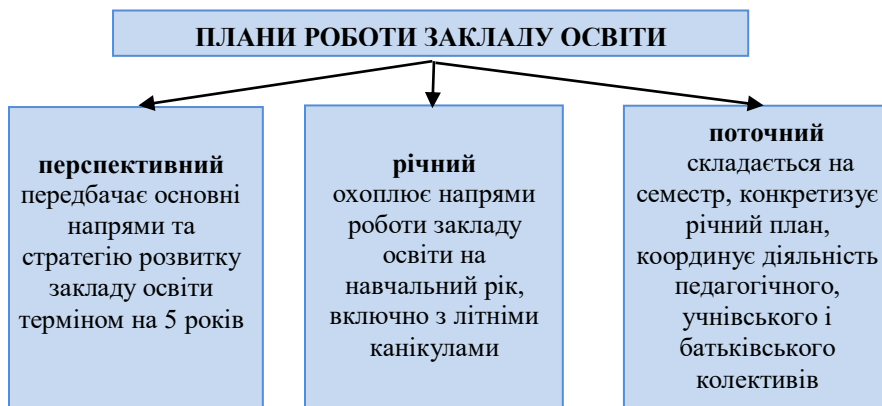 ПЛАНИ РОБОТИ ЗАКЛАДУ ОСВІТИ
перспективний
передбачає основні
напрями та
стратегію розвитку
закладу освіти
терміном на 5 років
річний
охоплює напрями
роботи закладу
освіти на
навчальний рік,
включно з літніми
канікулами
поточний
складається на
семестр, конкретизує
річний план,
координує діяльність
педагогічного,
учнівського і
батьківського
колективів